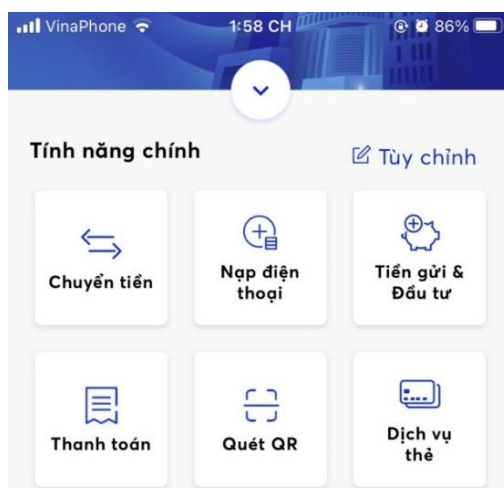 VinaPhone 1:58 CH 86%
Tính năng chính Tùy chỉnh
Chuyển tiền
Nạp điện
thoại
Tiền gửi &
Đầu tư
Thanh toán
Quét QR
Dịch vụ
thẻ